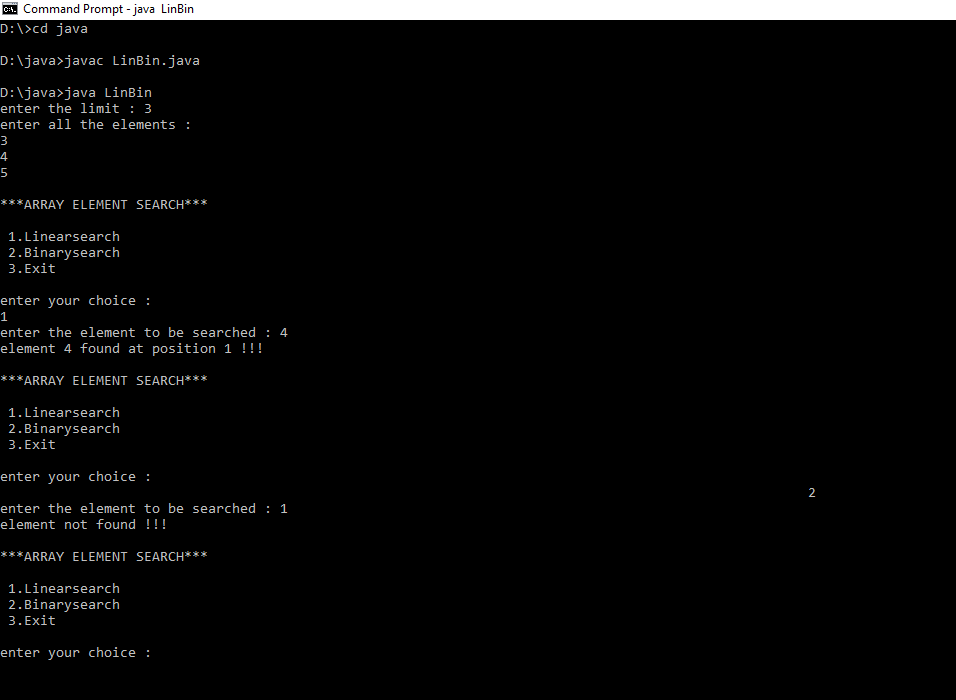 Command Prompt - java LinBin
D:\>cd java
D:\java>javac LinBin.java
D:\java>java LinBin
enter the limit : 3
enter all the elements :
3
4
5
***ARRAY ELEMENT SEARCH***
1.Linearsearch
2.Binarysearch
3.Exit
enter your choice :
1
enter the element to be searched : 4
element 4 found at position 1 !!!
***ARRAY ELEMENT SEARCH***
1.Linearsearch
2.Binarysearch
3.Exit
enter your choice :
2
enter the element to be searched : 1
element not found !!!
***ARRAY ELEMENT SEARCH***
1.Linearsearch
2.Binarysearch
3.Exit
enter your choice :